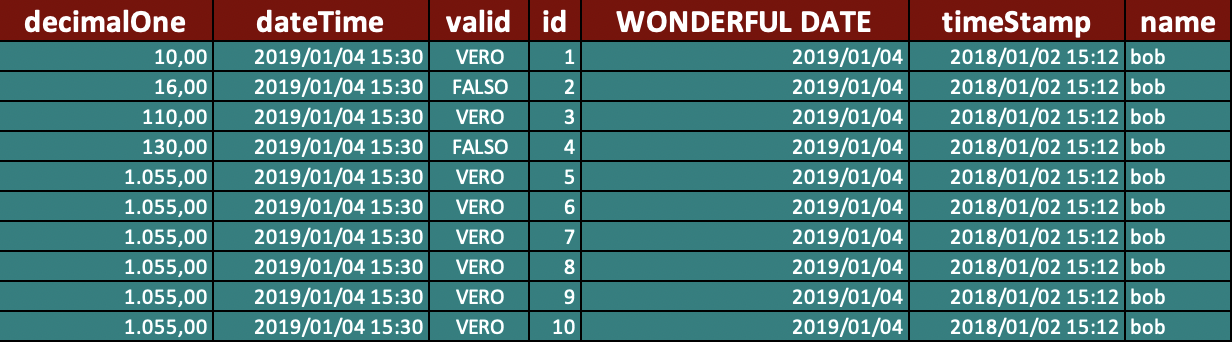 decimalOne dateTime valid id WONDERFUL DATE timeStamp name
10,00 2019/01/04 15:30 VERO 1 2019/01/04 2018/01/02 15:12 bob
16,00 2019/01/04 15:30 FALSO 2 2019/01/04 2018/01/02 15:12 bob
110,00 2019/01/04 15:30 VERO 3 2019/01/04 2018/01/02 15:12 bob
130,00 2019/01/04 15:30 FALSO 4 2019/01/04 2018/01/02 15:12 bob
1.055,00 2019/01/04 15:30 VERO 5 2019/01/04 2018/01/02 15:12 bob
1.055,00 2019/01/04 15:30 VERO 6 2019/01/04 2018/01/02 15:12 bob
1.055,00 2019/01/04 15:30 VERO 7 2019/01/04 2018/01/02 15:12 bob
1.055,00 2019/01/04 15:30 VERO 8 2019/01/04 2018/01/02 15:12 bob
1.055,00 2019/01/04 15:30 VERO 9 2019/01/04 2018/01/02 15:12 bob
1.055,00 2019/01/04 15:30 VERO 10 2019/01/04 2018/01/02 15:12 bob